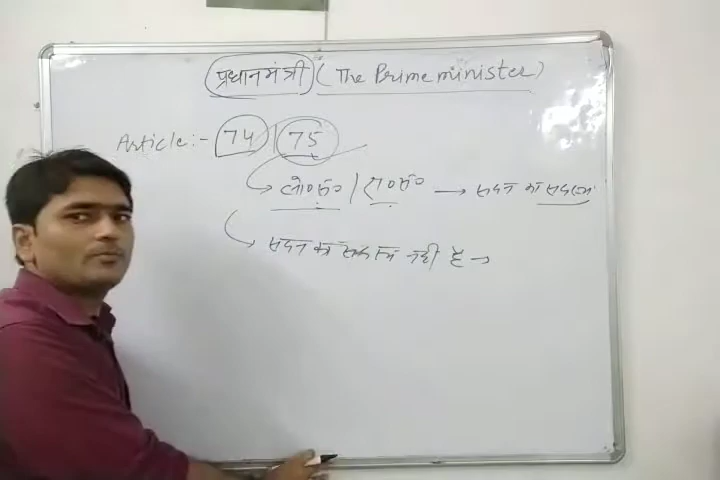 प्रधानमंत्री (The Prime minister)
Article:- 74 | 75
लो०स० / रा०स० → सदन का सदस्य
सदन का सदस्य नहीं है →